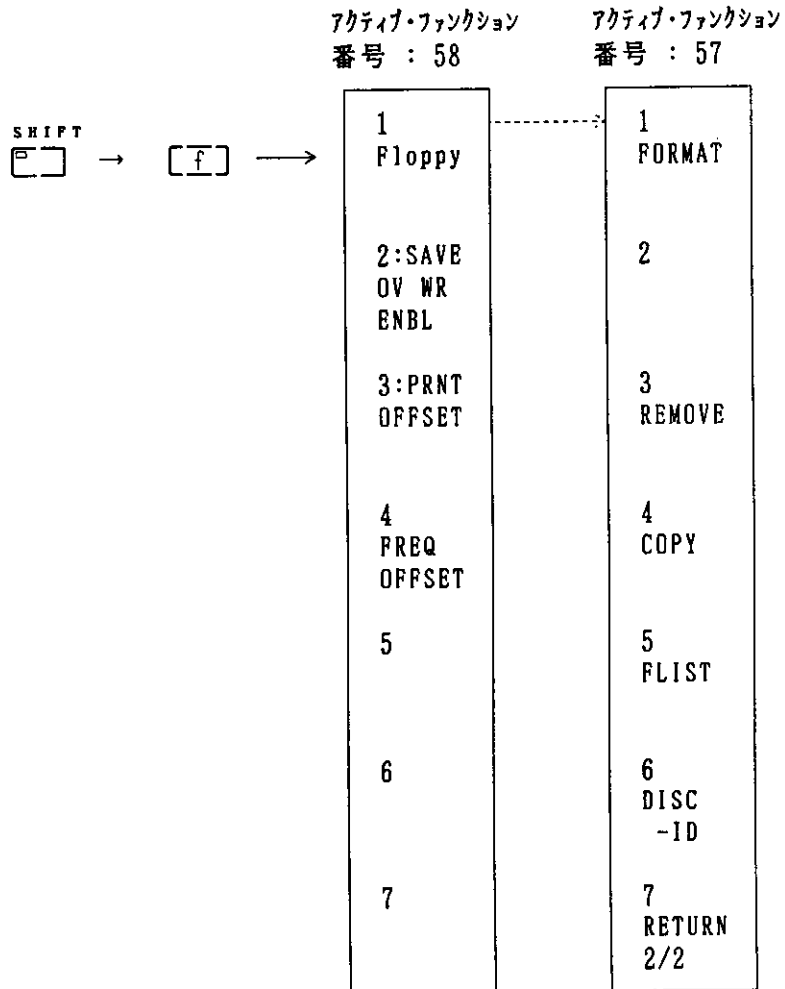 アクティブ・ファンクション
番号 : 58
アクティブ・ファンクション
番号 : 57
SHIFT
→ f →
1
Floppy
2:SAVE
OV WR
ENBL
3:PRNT
OFFSET
4
FREQ
OFFSET
5
6
7
1
FORMAT
2
3
REMOVE
4
COPY
5
FLIST
6
DISC
-ID
7
RETURN
2/2